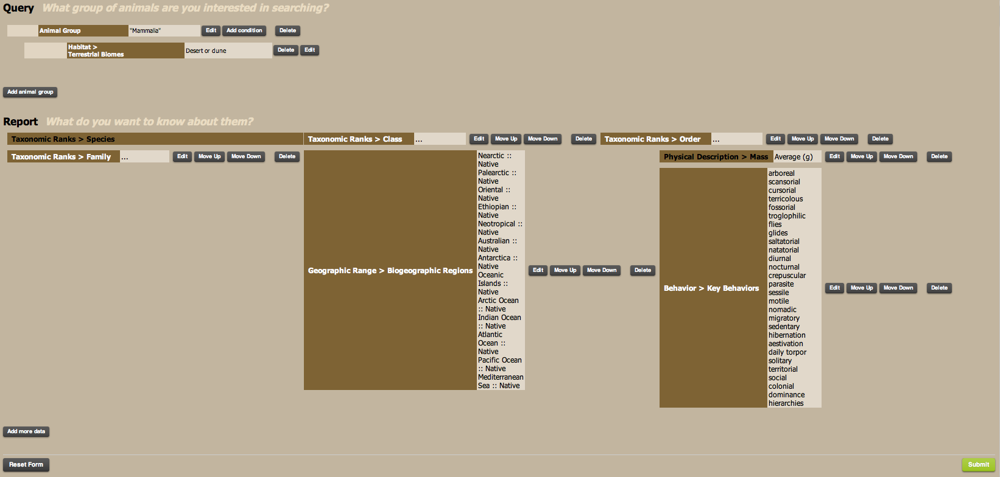 Query What group of animals are you interested in searching?
Animal Group "Mammalia" Edit Add condition Delete
Habitat >
Terrestrial Biomes Desert or dune Delete Edit
Add animal group
Report What do you want to know about them?
Taxonomic Ranks > Species Taxonomic Ranks > Class ... Edit Move Up Move Down Delete Taxonomic Ranks > Order ... Edit Move Up Move Down Delete
Taxonomic Ranks > Family ... Edit Move Up Move Down Delete
Geographic Range > Biogeographic Regions
Nearctic ::
Native
Palearctic ::
Native
Oriental ::
Native
Ethiopian ::
Native
Neotropical ::
Native
Australian ::
Native
Antarctica ::
Native
Oceanic
Islands ::
Native
Arctic Ocean
:: Native
Indian Ocean
:: Native
Atlantic
Ocean ::
Native
Pacific Ocean
:: Native
Mediterranean
Sea :: Native
Edit Move Up Move Down Delete
Physical Description > Mass Average (g) Edit Move Up Move Down Delete
Behavior > Key Behaviors
arboreal
scansorial
cursorial
terricolous
fossorial
troglophilic
flies
glides
saltatorial
natatorial
diurnal
nocturnal
crepuscular
parasite
sessile
motile
nomadic
migratory
sedentary
hibernation
aestivation
daily torpor
solitary
territorial
social
colonial
dominance
hierarchies
Edit Move Up Move Down Delete
Add more data
Reset Form Submit